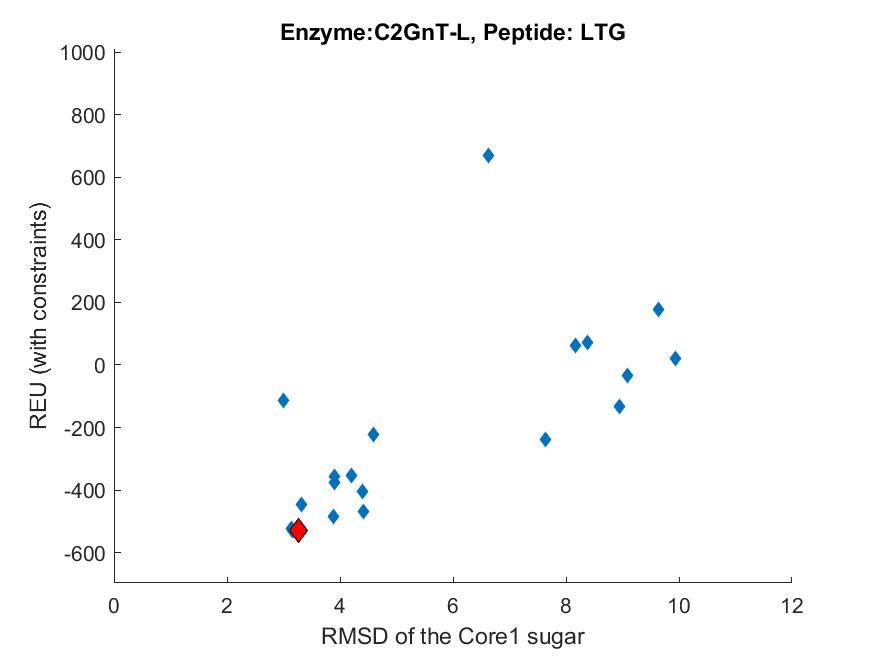 Enzyme:C2GnT-L, Peptide: LTG
1000
800
600
400
200
0
-200
-400
-600
REU (with constraints)
0 2 4 6 8 10 12
RMSD of the Core1 sugar